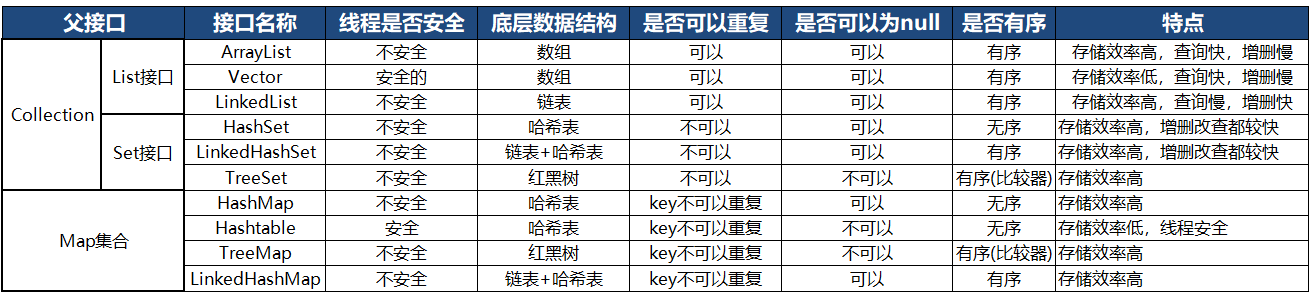 父接口 接口名称 线程是否安全 底层数据结构 是否可以重复 是否可以为null 是否有序 特点
Collection List接口 ArrayList 不安全 数组 可以 可以 有序 存储效率高，查询快，增删慢
Vector 安全的 数组 可以 可以 有序 存储效率低，查询快，增删慢
LinkedList 不安全 链表 可以 可以 有序 存储效率高，查询慢，增删快
Set接口 HashSet 不安全 哈希表 不可以 可以 无序 存储效率高，增删改查都较快
LinkedHashSet 不安全 链表+哈希表 不可以 可以 有序 存储效率高，增删改查都较快
TreeSet 不安全 红黑树 不可以 不可以 有序(比较器) 存储效率高
Map集合 HashMap 不安全 哈希表 key不可以重复 可以 无序 存储效率高
Hashtable 安全 哈希表 key不可以重复 不可以 无序 存储效率低，线程安全
TreeMap 不安全 红黑树 key不可以重复 不可以 有序(比较器) 存储效率高
LinkedHashMap 不安全 链表+哈希表 key不可以重复 可以 有序 存储效率高